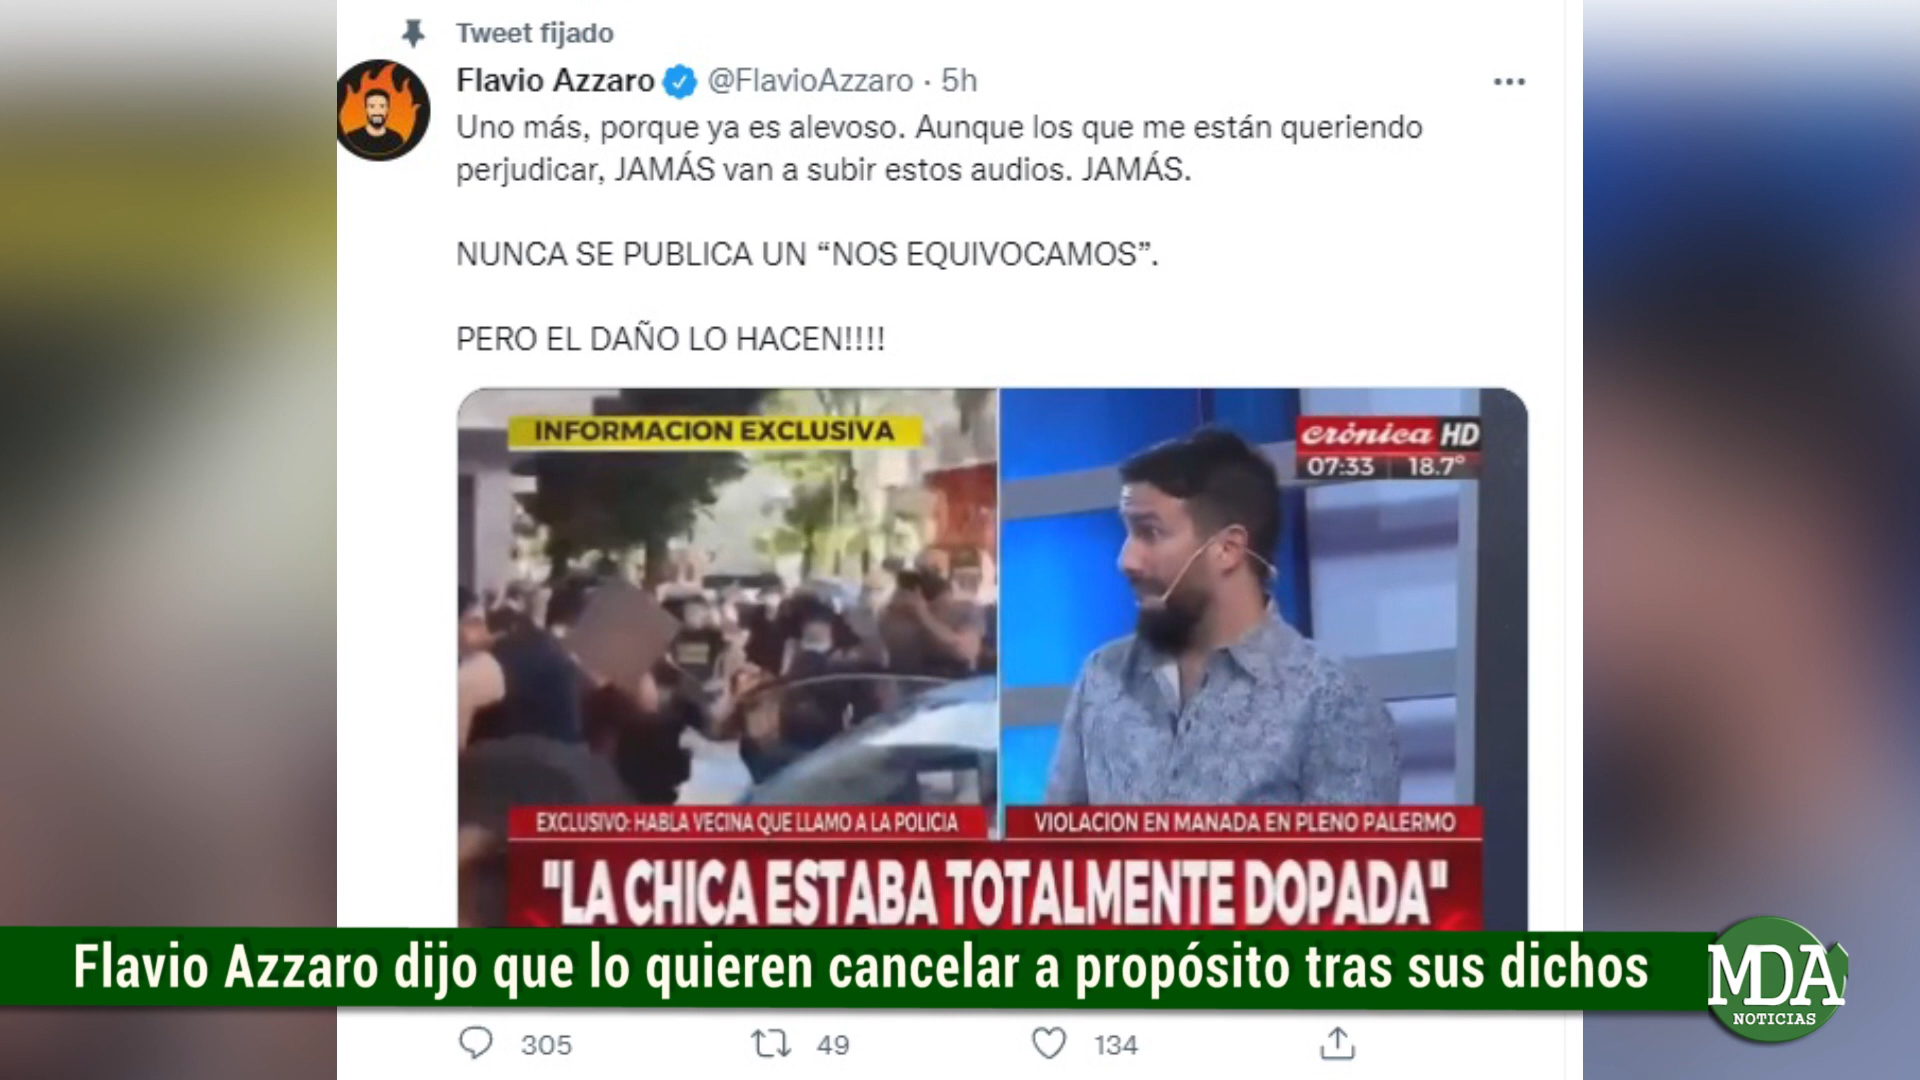 Tweet fijado
Flavio Azzaro @FlavioAzzaro · 5h
Uno más, porque ya es alevoso. Aunque los que me están queriendo
perjudicar, JAMÁS van a subir estos audios. JAMÁS.
NUNCA SE PUBLICA UN “NOS EQUIVOCAMOS”.
PERO EL DAÑO LO HACEN!!!!
INFORMACION EXCLUSIVA
crónica HD
07:33 18.7°
EXCLUSIVO: HABLA VECINA QUE LLAMO A LA POLICIA
VIOLACION EN MANADA EN PLENO PALERMO
"LA CHICA ESTABA TOTALMENTE DOPADA"
Flavio Azzaro dijo que lo quieren cancelar a propósito tras sus dichos
MDA
NOTICIAS
305 49 134